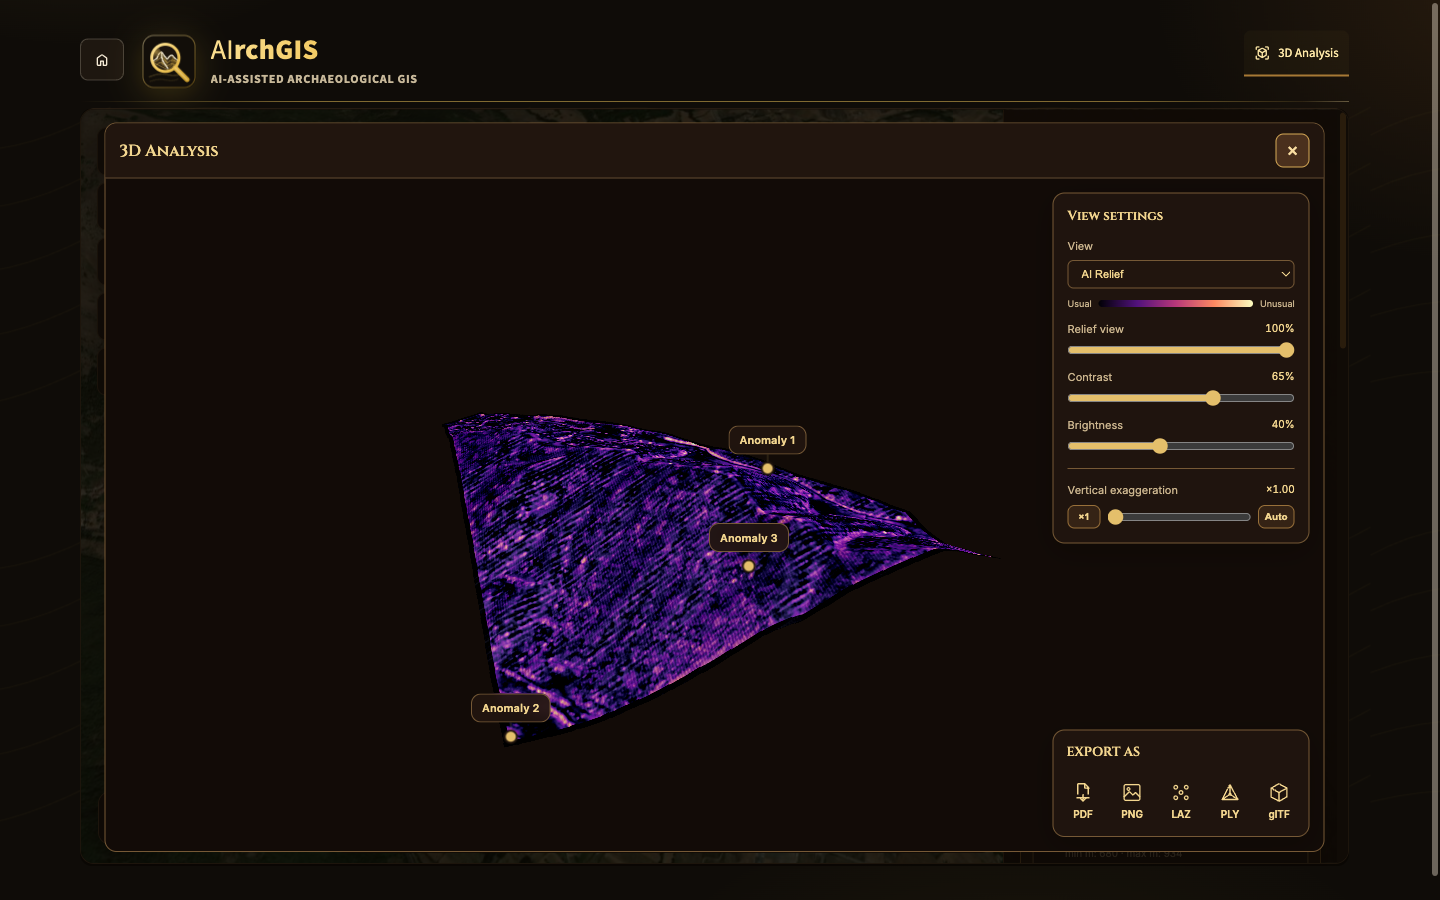 AIrchGIS
AI-ASSISTED ARCHAEOLOGICAL GIS
3D Analysis
3D Analysis
×
View settings
View
AI Relief
Usual
Unusual
Relief view
100%
Contrast
65%
Brightness
40%
Vertical exaggeration
×1.00
×1
Auto
Anomaly 1
Anomaly 3
Anomaly 2
Export as
PDF
PNG
LAZ
PLY
glTF